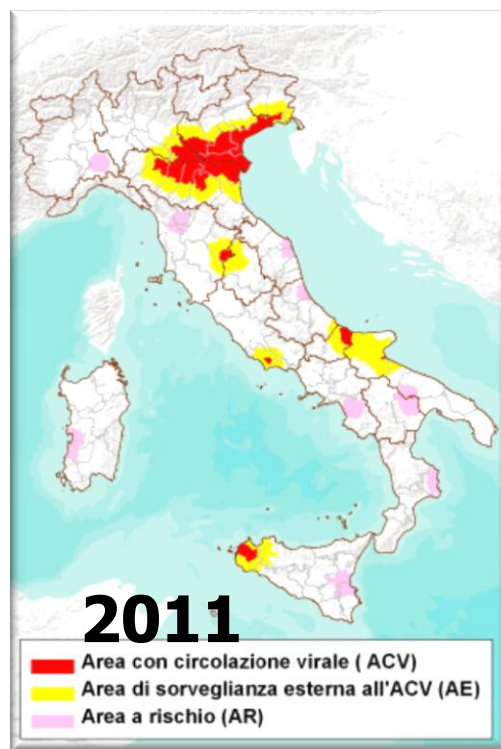 2011
Area con circolazione virale ( ACV)
Area di sorveglianza esterna all'ACV (AE)
Area a rischio (AR)